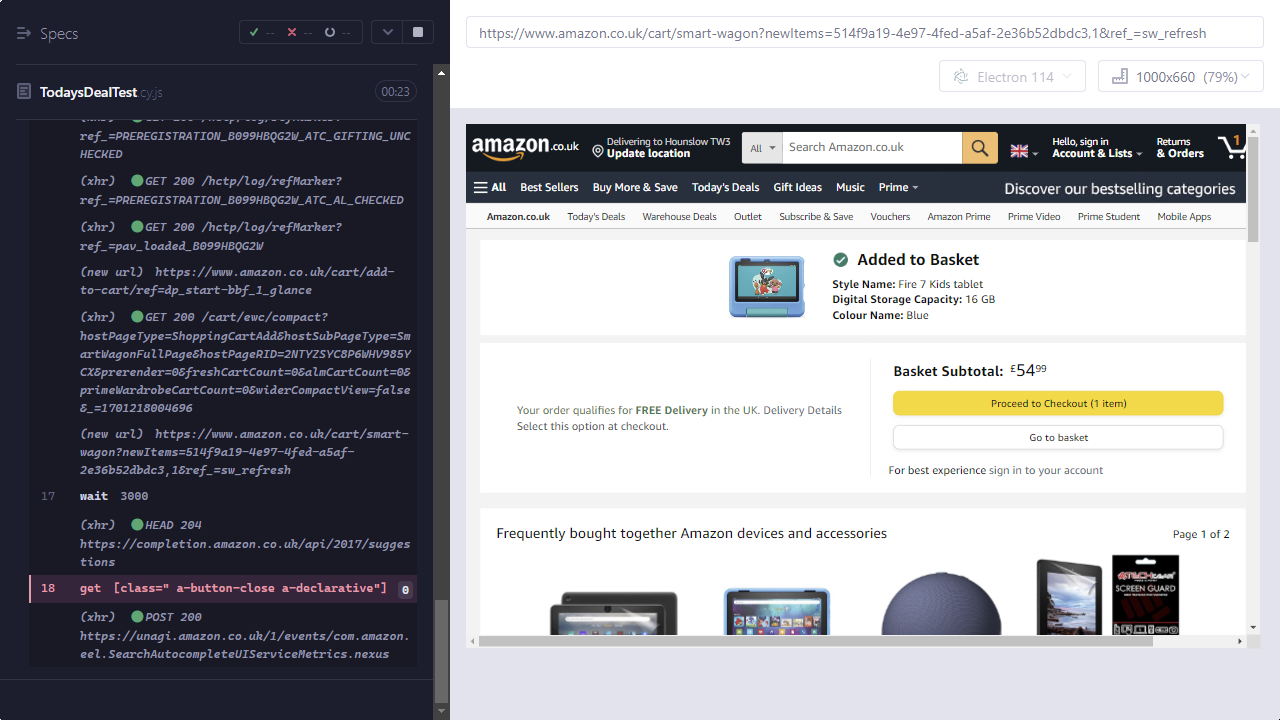 Specs
--
--
--
TodaysDealTest cy.js
00:23
ref_=PREREGISTRATION_B099HBQG2W_ATC_GIFTING_UNC
HECKED
(xhr) GET 200 /hctp/log/refMarker?
ref_=PREREGISTRATION_B099HBQG2W_ATC_AL_CHECKED
(xhr) GET 200 /hctp/log/refMarker?
ref_=pav_loaded_B099HBQG2W
(new url) https://www.amazon.co.uk/cart/add-
to-cart/ref=dp_start-bbf_1_glance
(xhr) GET 200 /cart/ewc/compact?
hostPageType=ShoppingCartAdd&hostSubPageType=Sm
artWagonFullPage&hostPageRID=2NTYZSYC8P6WHV985Y
CX&prerender=0&freshCartCount=0&almCartCount=0&
primeWardrobeCartCount=0&widerCompactView=false
&_=1701218004696
(new url) https://www.amazon.co.uk/cart/smart-
wagon?newItems=514f9a19-4e97-4fed-a5af-
2e36b52dbdc3,1&ref_=sw_refresh
17 wait 3000
(xhr) HEAD 204
https://completion.amazon.co.uk/api/2017/sugges
tions
18 get [class=" a-button-close a-declarative"] 0
(xhr) POST 200
https://unagi.amazon.co.uk/1/events/com.amazon.
eel.SearchAutocompleteUIServiceMetrics.nexus
https://www.amazon.co.uk/cart/smart-wagon?newItems=514f9a19-4e97-4fed-a5af-2e36b52dbdc3,1&ref_=sw_refresh
Electron 114
1000x660 (79%)
amazon.co.uk
Delivering to Hounslow TW3
Update location
All
Search Amazon.co.uk
Hello, sign in
Account & Lists
Returns
& Orders
1
All Best Sellers Buy More & Save Today's Deals Gift Ideas Music Prime
Discover our bestselling categories
Amazon.co.uk Today's Deals Warehouse Deals Outlet Subscribe & Save Vouchers Amazon Prime Prime Video Prime Student Mobile Apps
Added to Basket
Style Name: Fire 7 Kids tablet
Digital Storage Capacity: 16 GB
Colour Name: Blue
Your order qualifies for FREE Delivery in the UK. Delivery Details
Select this option at checkout.
Basket Subtotal: £5499
Proceed to Checkout (1 item)
Go to basket
For best experience sign in to your account
Frequently bought together Amazon devices and accessories
Page 1 of 2
TECHGEAR
SCREEN GUARD